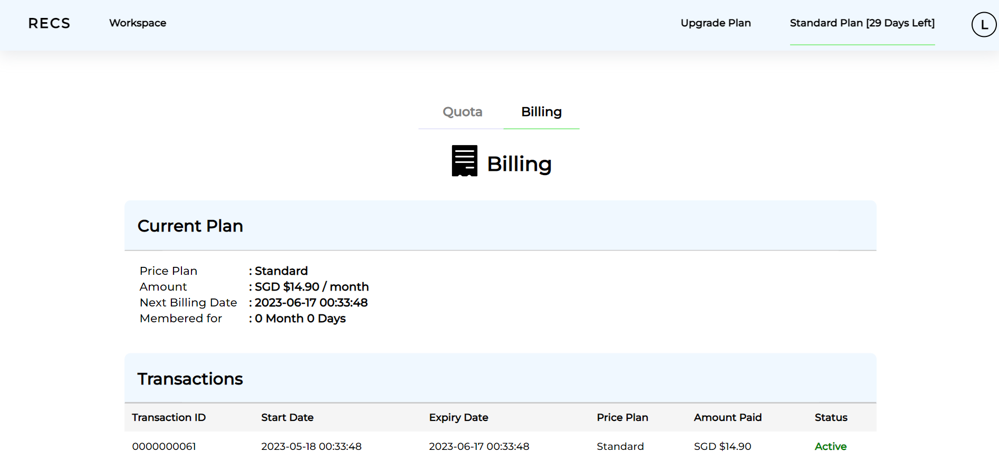 RECS Workspace Upgrade Plan Standard Plan [29 Days Left] L
Quota Billing
Billing
Current Plan
Price Plan : Standard
Amount : SGD $14.90 / month
Next Billing Date : 2023-06-17 00:33:48
Membered for : 0 Month 0 Days
Transactions
Transaction ID Start Date Expiry Date Price Plan Amount Paid Status
0000000061 2023-05-18 00:33:48 2023-06-17 00:33:48 Standard SGD $14.90 Active